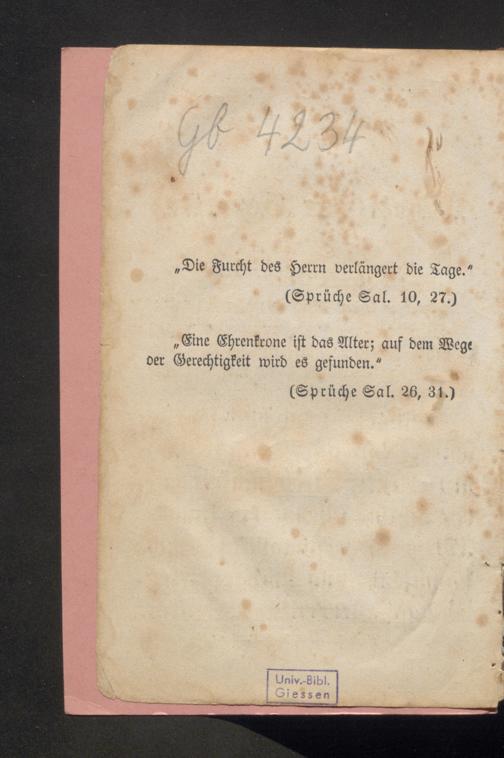 Gb 4234
„Die Furcht des Herrn verlängert die Tage.“
(Sprüche Sal. 10, 27.)
„Eine Ehrenkrone ist das Alter; auf dem Wege
der Gerechtigkeit wird es gefunden.“
(Sprüche Sal. 26, 31.)
Univ.-Bibl.
Giessen